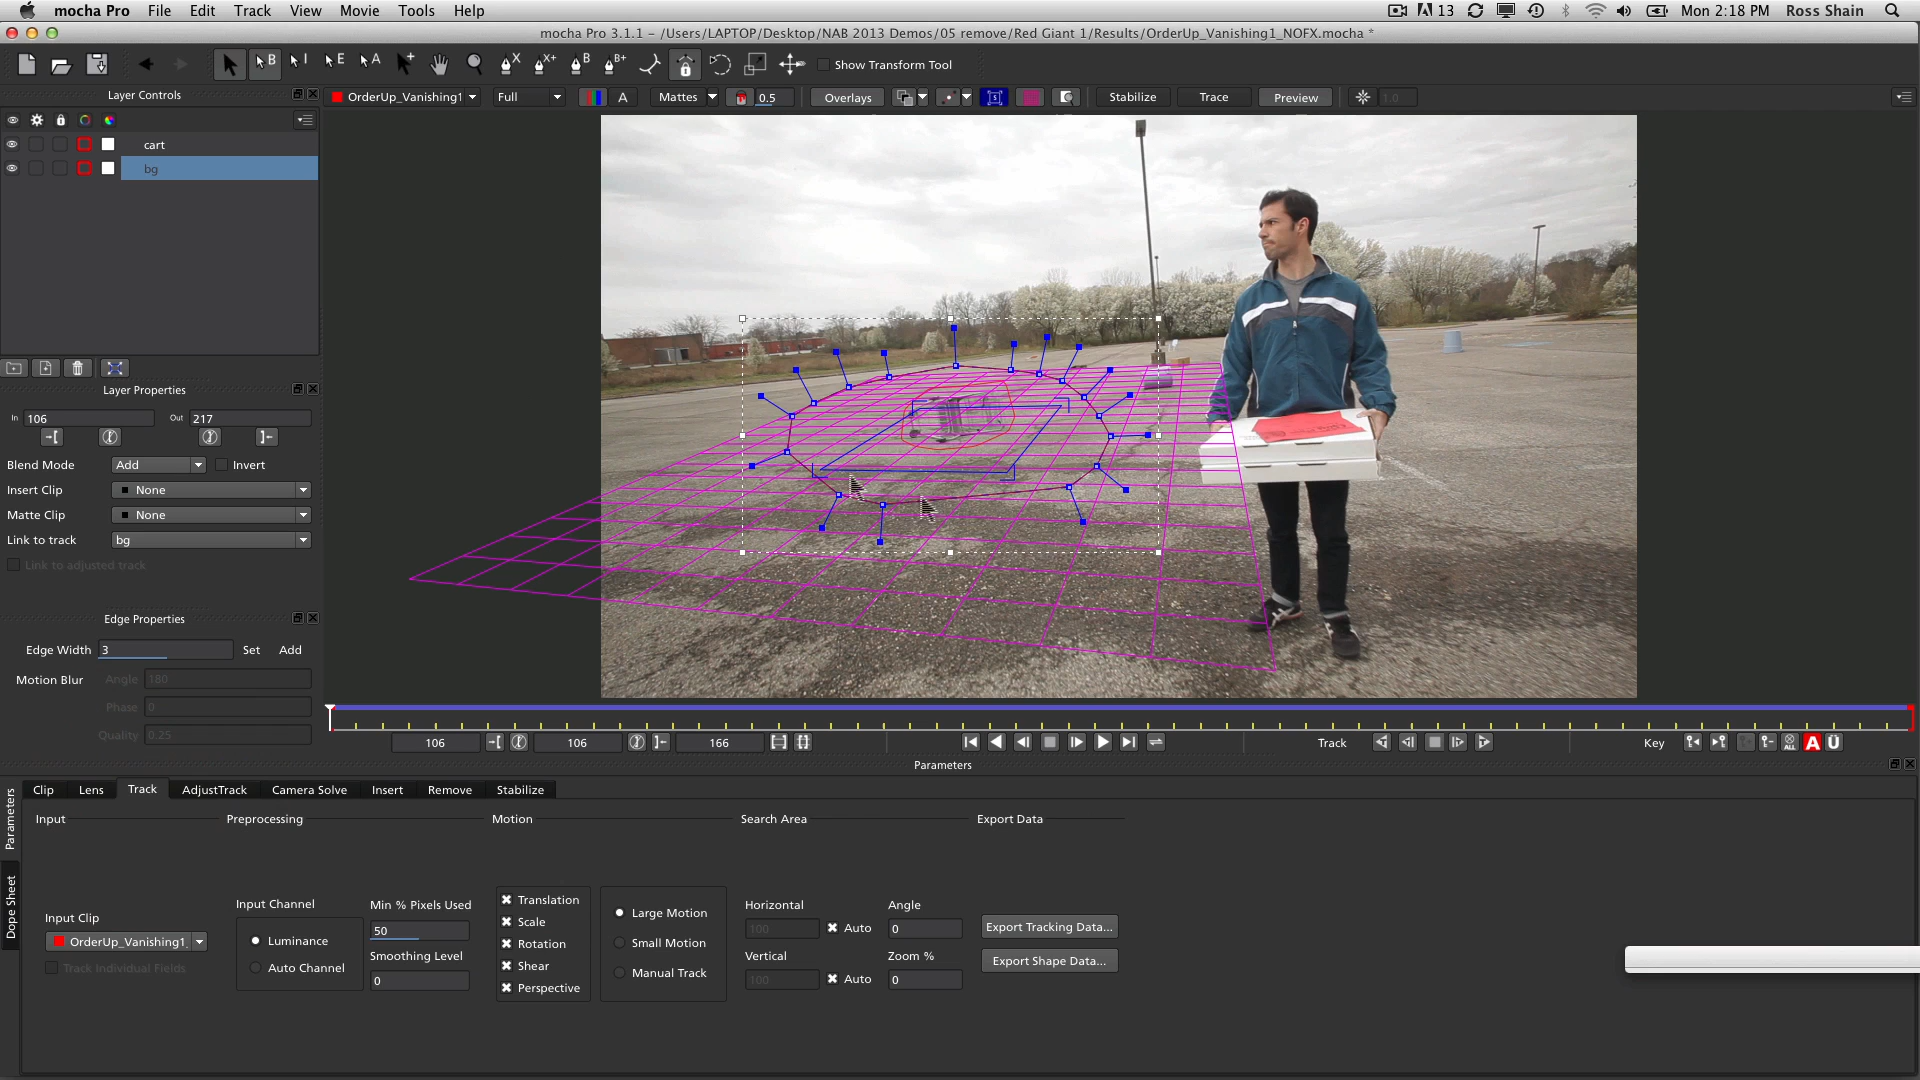 mocha Pro File Edit Track View Movie Tools Help 13 Mon 2:18 PM Ross Shain
mocha Pro 3.1.1 - /Users/LAPTOP/Desktop/NAB 2013 Demos/05 remove/Red Giant 1/Results/OrderUp_Vanishing1_NOFX.mocha *
B I E A X X+ B B+ Show Transform Tool
Layer Controls OrderUp_Vanishing1 Full A Mattes 0.5 Overlays Stabilize Trace Preview 1.0
cart
bg
Layer Properties
In 106 Out 217
Blend Mode Add Invert
Insert Clip None
Matte Clip None
Link to track bg
Link to adjusted track
Edge Properties
Edge Width 3 Set Add
Motion Blur Angle 180
Phase 0
Quality 0.25
106 106 166 Track Key ALL A Ü
Parameters
Clip Lens Track AdjustTrack Camera Solve Insert Remove Stabilize
Parameters
Dope Sheet
Input Preprocessing Motion Search Area Export Data
Input Clip
OrderUp_Vanishing1_
Track Individual Fields
Input Channel
Luminance
Auto Channel
Min % Pixels Used
50
Smoothing Level
0
Translation
Scale
Rotation
Shear
Perspective
Large Motion
Small Motion
Manual Track
Horizontal Angle
100 Auto 0
Vertical Zoom %
100 Auto 0
Export Tracking Data...
Export Shape Data...